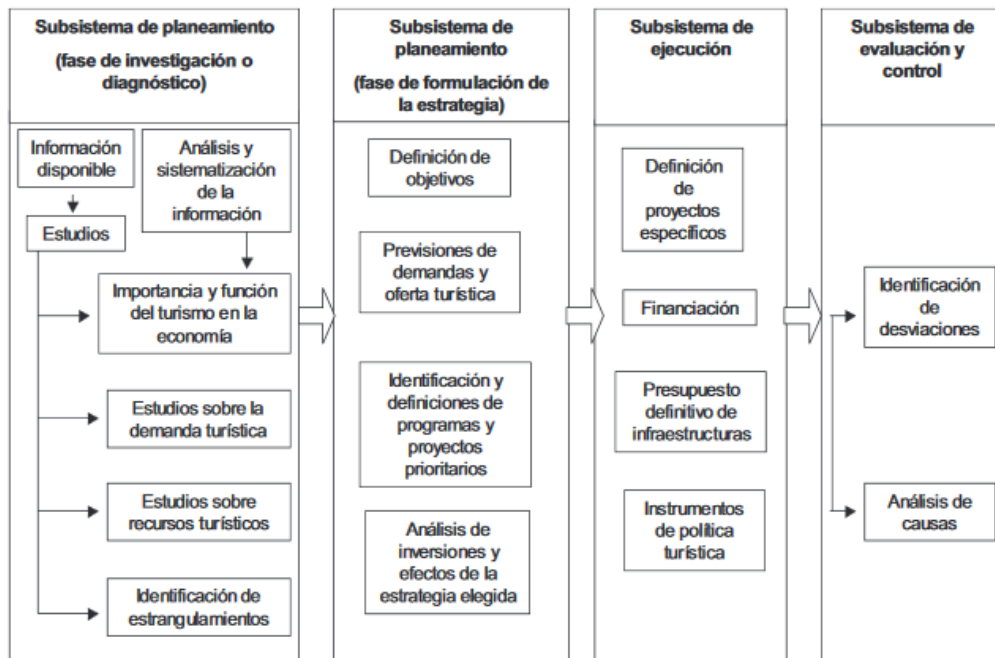 Subsistema de planeamiento
(fase de investigación o
diagnóstico)
Información
disponible
Análisis y
sistematización
de la
información
Estudios
Importancia y función
del turismo en la
economía
Estudios sobre la
demanda turística
Estudios sobre
recursos turísticos
Identificación de
estrangulamientos
Subsistema de
planeamiento
(fase de formulación de
la estrategia)
Definición de
objetivos
Previsiones de
demandas y
oferta turística
Identificación y
definiciones de
programas y
proyectos
prioritarios
Análisis de
inversiones y
efectos de la
estrategia elegida
Subsistema de
ejecución
Definición
de
proyectos
específicos
Financiación
Presupuesto
definitivo de
infraestructuras
Instrumentos
de política
turística
Subsistema de
evaluación y
control
Identificación
de
desviaciones
Análisis de
causas